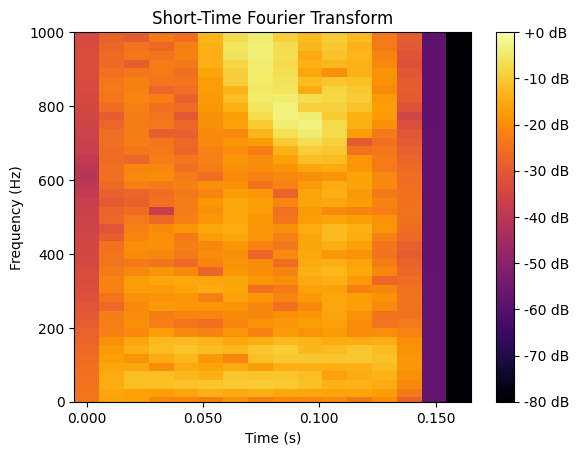 Short-Time Fourier Transform
1000
800
600
400
200
0
Frequency (Hz)
0.000
0.050
0.100
0.150
Time (s)
+0 dB
-10 dB
-20 dB
-30 dB
-40 dB
-50 dB
-60 dB
-70 dB
-80 dB